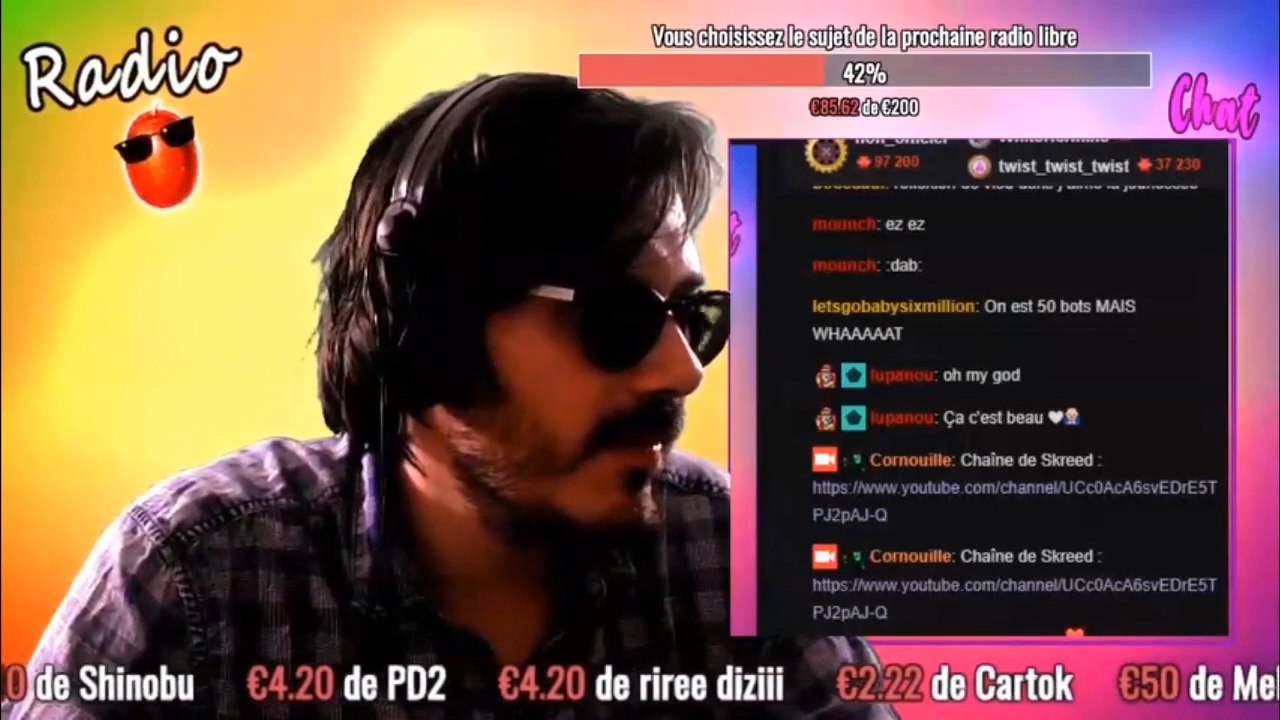 Radio
Vous choisissez le sujet de la prochaine radio libre
42%
€85.62 de €200
Chat
97 200
twist_twist_twist 37 230
mounch: ez ez
mounch: :dab:
letsgobabysixmillion: On est 50 bots MAIS
WHAAAAAT
lupanou: oh my god
lupanou: Ça c'est beau
Cornouille: Chaîne de Skreed :
https://www.youtube.com/channel/UCc0AcA6svEDrE5T
PJ2pAJ-Q
Cornouille: Chaîne de Skreed :
https://www.youtube.com/channel/UCc0AcA6svEDrE5T
PJ2pAJ-Q
0 de Shinobu €4.20 de PD2 €4.20 de riree diziii €2.22 de Cartok €50 de Me